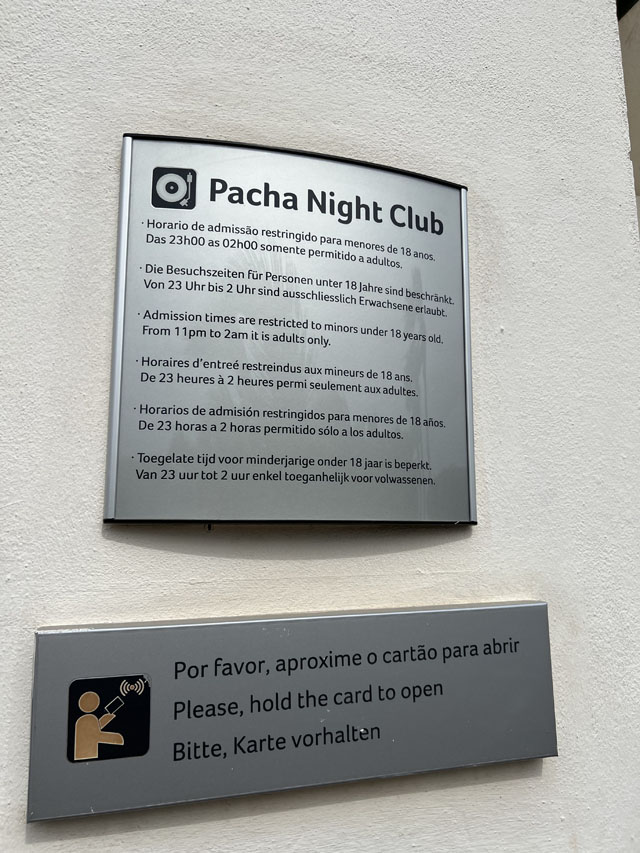 Pacha Night Club
· Horario de admissão restringido para menores de 18 anos.
Das 23h00 as 02h00 somente permitido a adultos.
· Die Besuchszeiten für Personen unter 18 Jahre sind beschränkt.
Von 23 Uhr bis 2 Uhr sind ausschliesslich Erwachsene erlaubt.
· Admission times are restricted to minors under 18 years old.
From 11pm to 2am it is adults only.
· Horaires d'entreé restreindus aux mineurs de 18 ans.
De 23 heures à 2 heures permi seulement aux adultes.
· Horarios de admisión restringidos para menores de 18 años.
De 23 horas a 2 horas permitido sólo a los adultos.
· Toegelate tijd voor minderjarige onder 18 jaar is beperkt.
Van 23 uur tot 2 uur enkel toeganhelijk voor volwassenen.
Por favor, aproxime o cartão para abrir
Please, hold the card to open
Bitte, Karte vorhalten